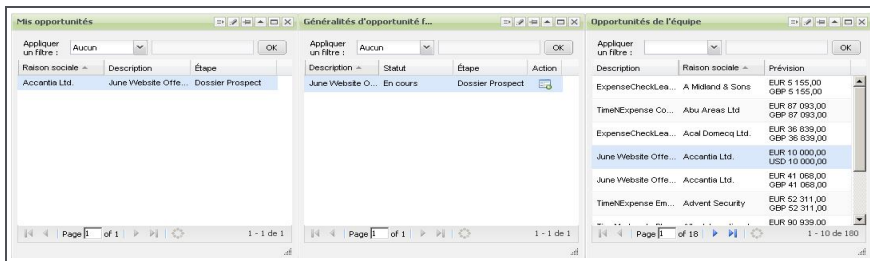 Mis opportunités
Appliquer un filtre : Aucun OK
Raison sociale Description Étape
Accantia Ltd. June Website Offe... Dossier Prospect
Page 1 of 1 1 - 1 de 1
Généralités d'opportunité f...
Appliquer un filtre : Aucun OK
Description Statut Étape Action
June Website O... En cours Dossier Prospect
Page 1 of 1 1 - 1 de 1
Opportunités de l'équipe
Appliquer un filtre : OK
Description Raison sociale Prévision
ExpenseCheckLea... A Midland & Sons EUR 5 155,00
GBP 5 155,00
TimeNExpense Co... Abu Areas Ltd EUR 87 093,00
GBP 87 093,00
ExpenseCheckLea... Acal Domecq Ltd. EUR 36 839,00
GBP 36 839,00
June Website Offe... Accantia Ltd. EUR 10 000,00
USD 10 000,00
June Website Offe... Accantia Ltd. EUR 41 068,00
GBP 41 068,00
TimeNExpense Em... Advent Security EUR 52 311,00
GBP 52 311,00
EUR 90 939,00
Page 1 of 18 1 - 10 de 180